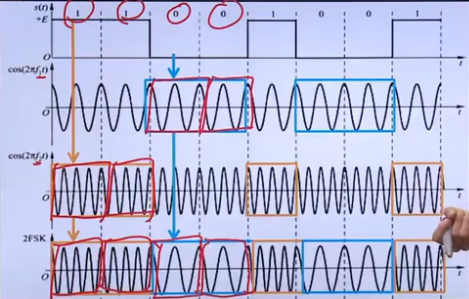 s(t) 1 1 0 0 1 0 0 1
+E
O t
cos(2πf₁t)
O t
cos(2πf₂t)
O t
2FSK
O t